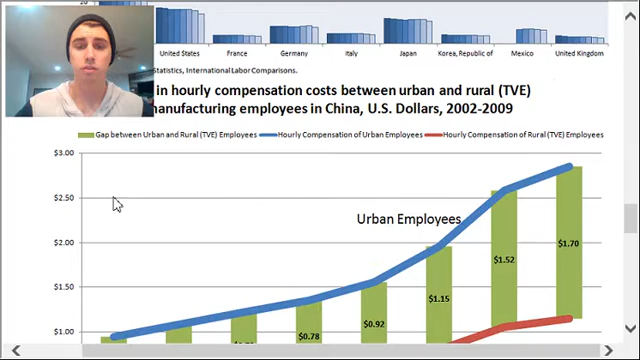 United States France Germany Italy Japan Korea, Republic of Mexico United Kingdom
Statistics, International Labor Comparisons.
in hourly compensation costs between urban and rural (TVE)
manufacturing employees in China, U.S. Dollars, 2002-2009
Gap between Urban and Rural (TVE) Employees Hourly Compensation of Urban Employees Hourly Compensation of Rural (TVE) Employees
$3.00
$2.50
Urban Employees
$2.00
$1.70
$1.52
$1.50
$1.15
$0.92
$0.78
$1.00